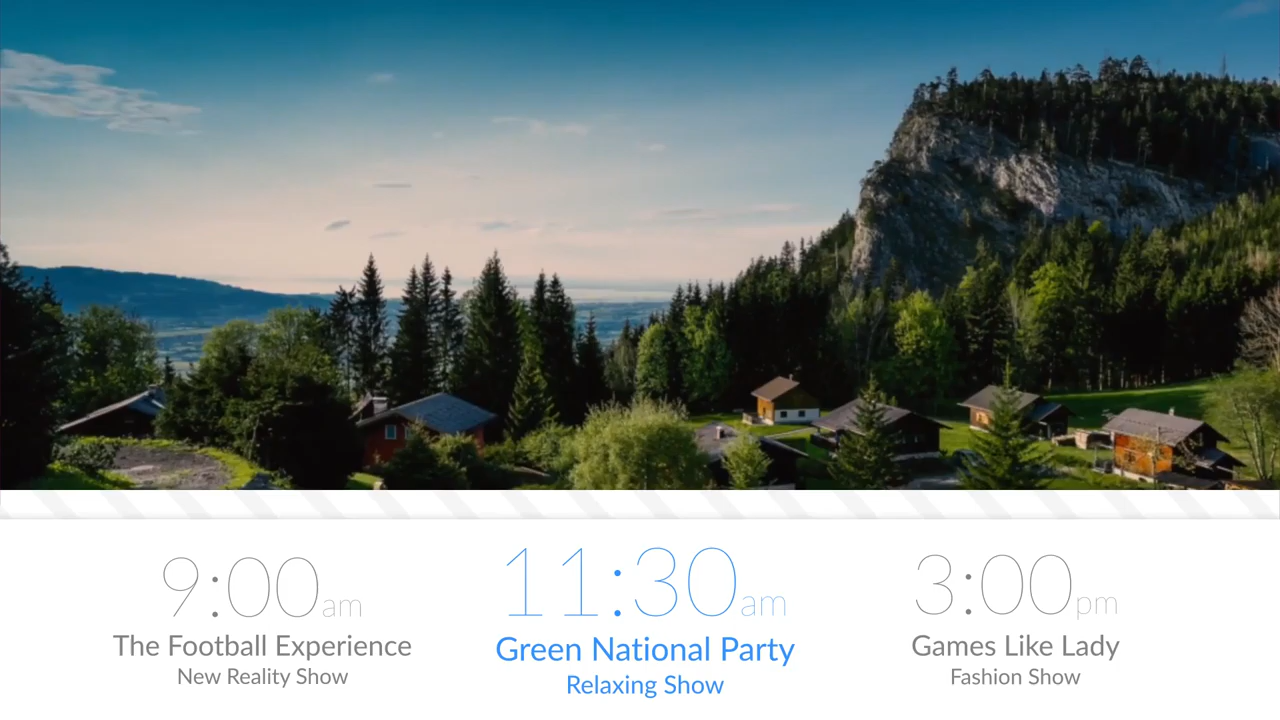 9:00am
The Football Experience
New Reality Show
11:30am
Green National Party
Relaxing Show
3:00pm
Games Like Lady
Fashion Show